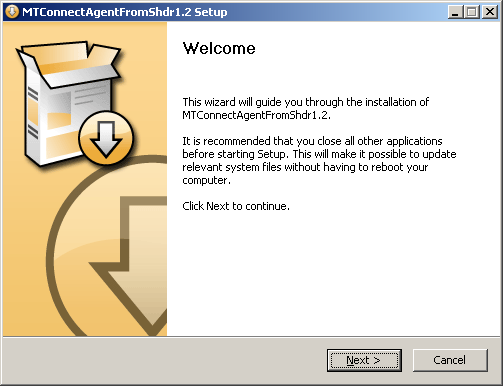 MTConnectAgentFromShdr1.2 Setup
Welcome
This wizard will guide you through the installation of
MTConnectAgentFromShdr1.2.
It is recommended that you close all other applications
before starting Setup. This will make it possible to update
relevant system files without having to reboot your
computer.
Click Next to continue.
Next >
Cancel